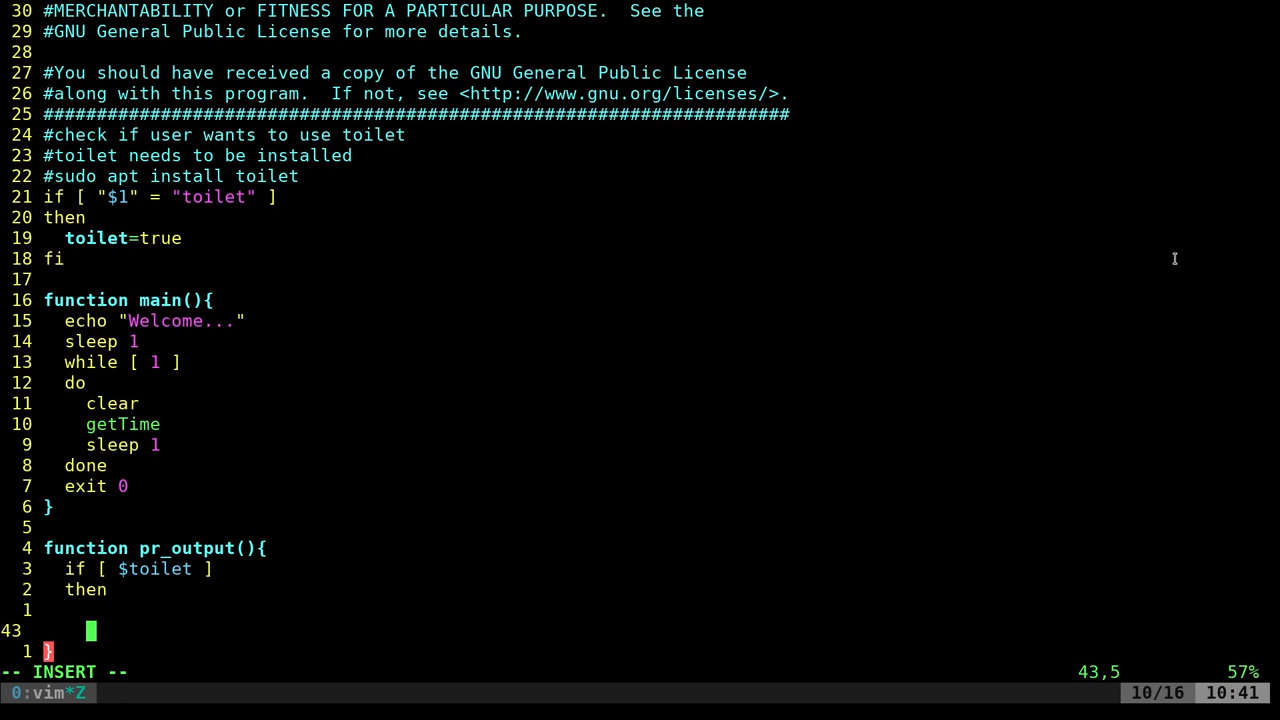 30 #MERCHANTABILITY or FITNESS FOR A PARTICULAR PURPOSE.  See the
29 #GNU General Public License for more details.
28
27 #You should have received a copy of the GNU General Public License
26 #along with this program.  If not, see <http://www.gnu.org/licenses/>.
25 ######################################################################
24 #check if user wants to use toilet
23 #toilet needs to be installed
22 #sudo apt install toilet
21 if [ "$1" = "toilet" ]
20 then
19   toilet=true
18 fi
17
16 function main(){
15   echo "Welcome..."
14   sleep 1
13   while [ 1 ]
12   do
11     clear
10     getTime
9     sleep 1
8   done
7   exit 0
6 }
5
4 function pr_output(){
3   if [ $toilet ]
2   then
1
43
1 }
-- INSERT -- 43,5 57%
0:vim*Z 10/16 10:41